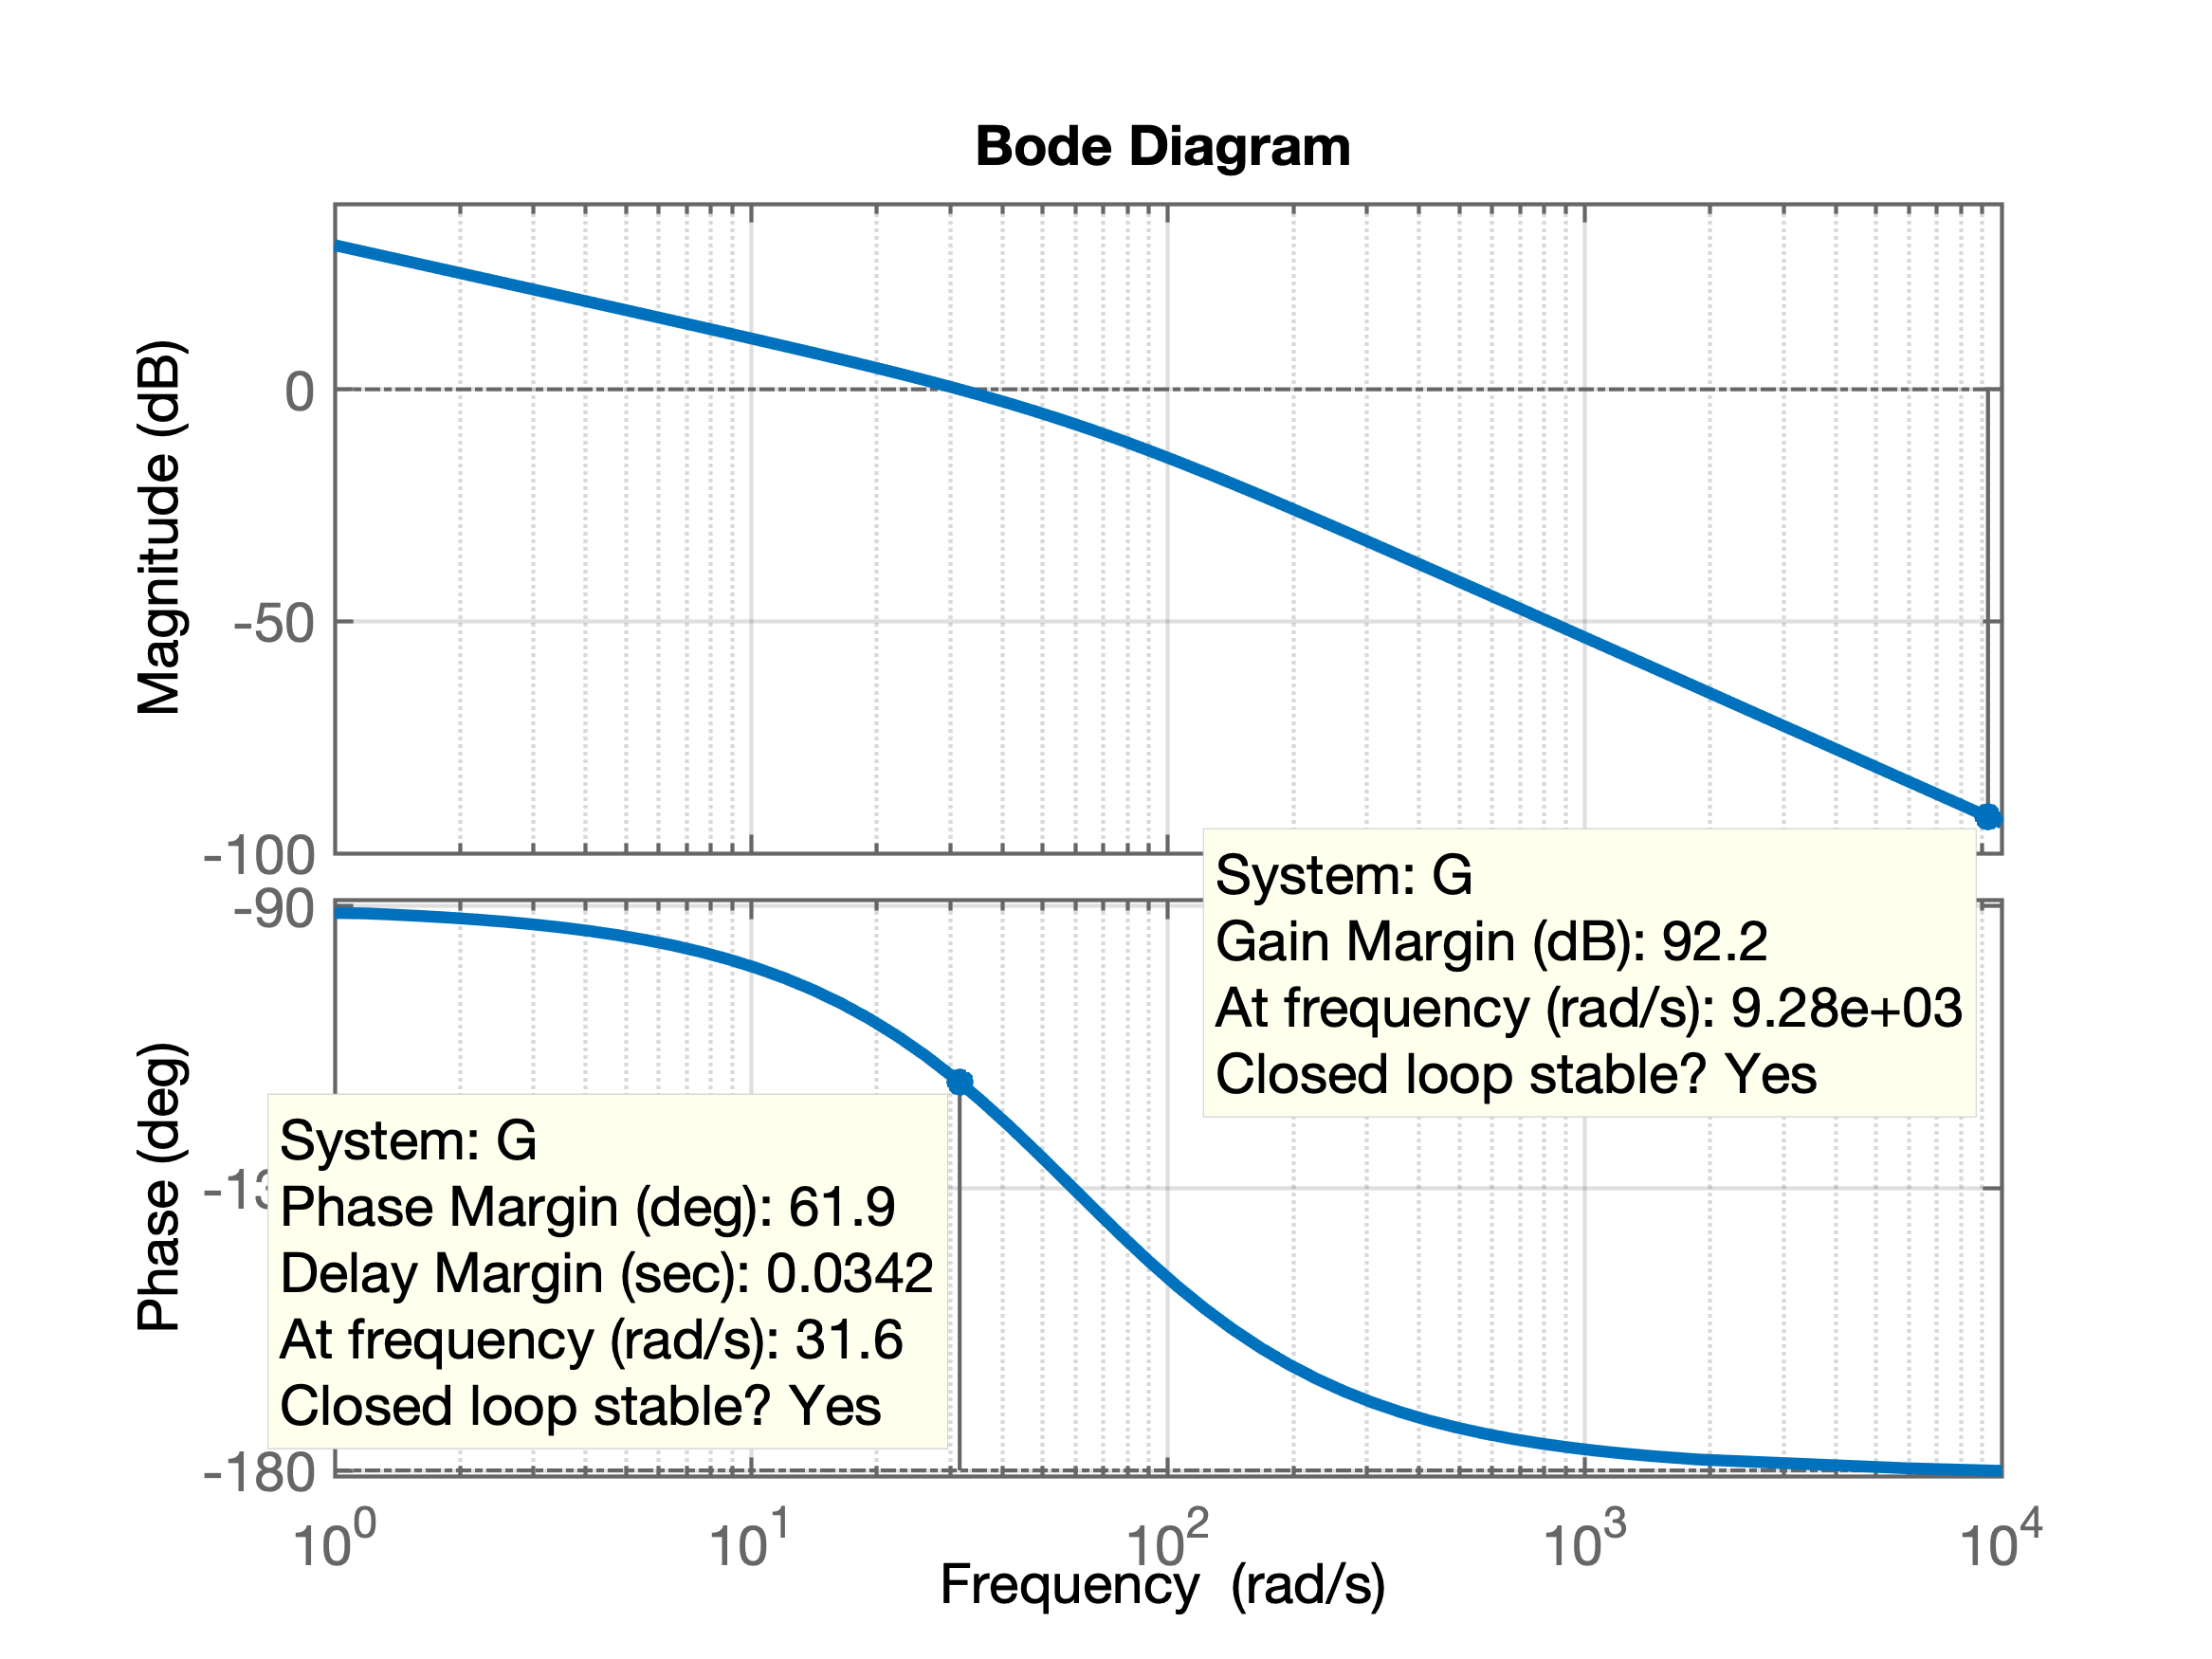 Bode Diagram
Magnitude (dB)
0
-50
-100
System: G
Gain Margin (dB): 92.2
At frequency (rad/s): 9.28e+03
Closed loop stable? Yes
Phase (deg)
-90
-180
System: G
Phase Margin (deg): 61.9
Delay Margin (sec): 0.0342
At frequency (rad/s): 31.6
Closed loop stable? Yes
10^0 10^1 10^2 10^3 10^4
Frequency (rad/s)